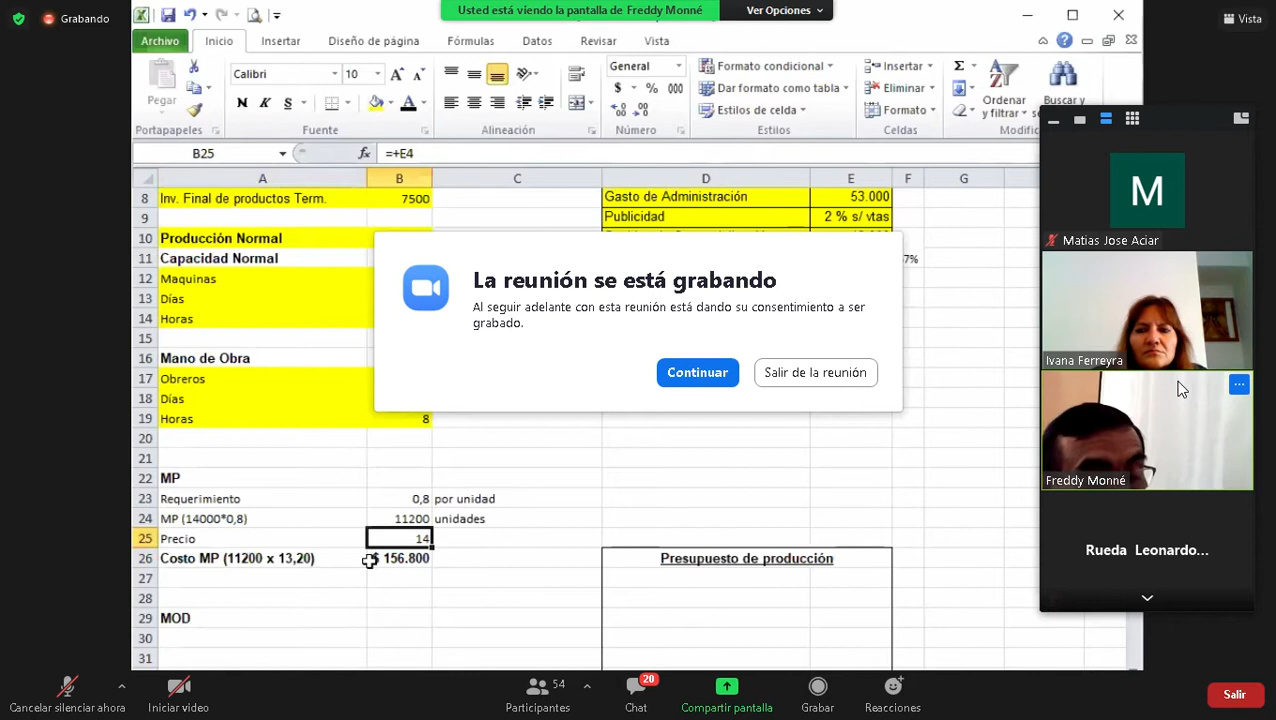 Grabando
Usted está viendo la pantalla de Freddy Monné
Ver Opciones
Vista
Archivo
Inicio
Insertar
Diseño de página
Fórmulas
Datos
Revisar
Vista
Pegar
Calibri
10
N K S
A
General
$ % 000
Formato condicional
Dar formato como tabla
Estilos de celda
Insertar
Eliminar
Formato
Σ
Ordenar
y filtrar
Buscar y
Portapapeles
Fuente
Alineación
Número
Estilos
Celdas
Modific
B25
fx
=+E4
A B C D E F G
8 Inv. Final de productos Term. 7500 Gasto de Administración 53.000
9 Publicidad 2 % s/ vtas
10 Producción Normal
11 Capacidad Normal 7%
12 Maquinas
13 Días
14 Horas
15
16 Mano de Obra
17 Obreros
18 Días
19 Horas 8
20
21
22 MP
23 Requerimiento 0,8 por unidad
24 MP (14000*0,8) 11200 unidades
25 Precio 14
26 Costo MP (11200 x 13,20) $ 156.800 Presupuesto de producción
27
28
29 MOD
30
31
La reunión se está grabando
Al seguir adelante con esta reunión está dando su consentimiento a ser
grabado.
Continuar
Salir de la reunión
M
Matias Jose Aciar
Ivana Ferreyra
Freddy Monné
Rueda Leonardo...
Cancelar silenciar ahora
Iniciar video
54
Participantes
20
Chat
Compartir pantalla
Grabar
Reacciones
Salir